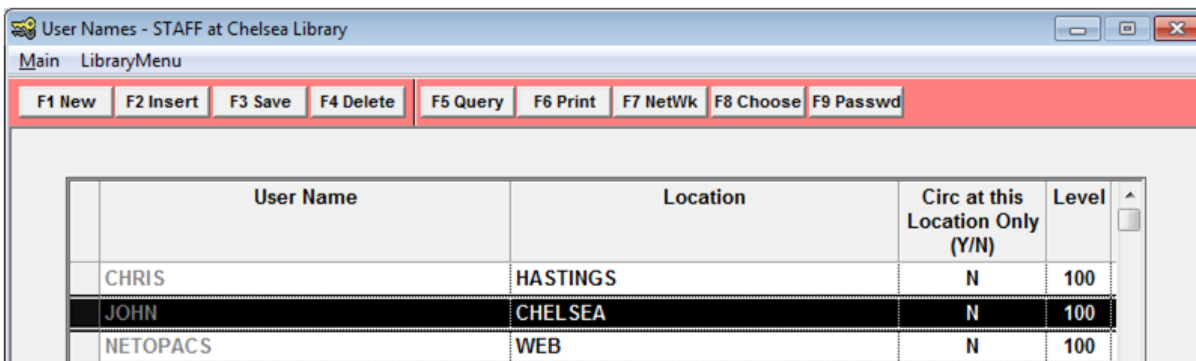 User Names - STAFF at Chelsea Library
Main LibraryMenu
F1 New F2 Insert F3 Save F4 Delete F5 Query F6 Print F7 NetWk F8 Choose F9 Passwd
User Name Location Circ at this Level
Location Only
(Y/N)
CHRIS HASTINGS N 100
JOHN CHELSEA N 100
NETOPACS WEB N 100